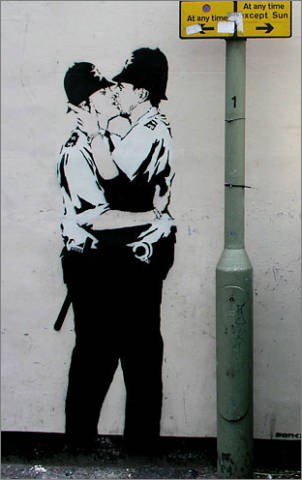 At any time
At any time
except Sun
1